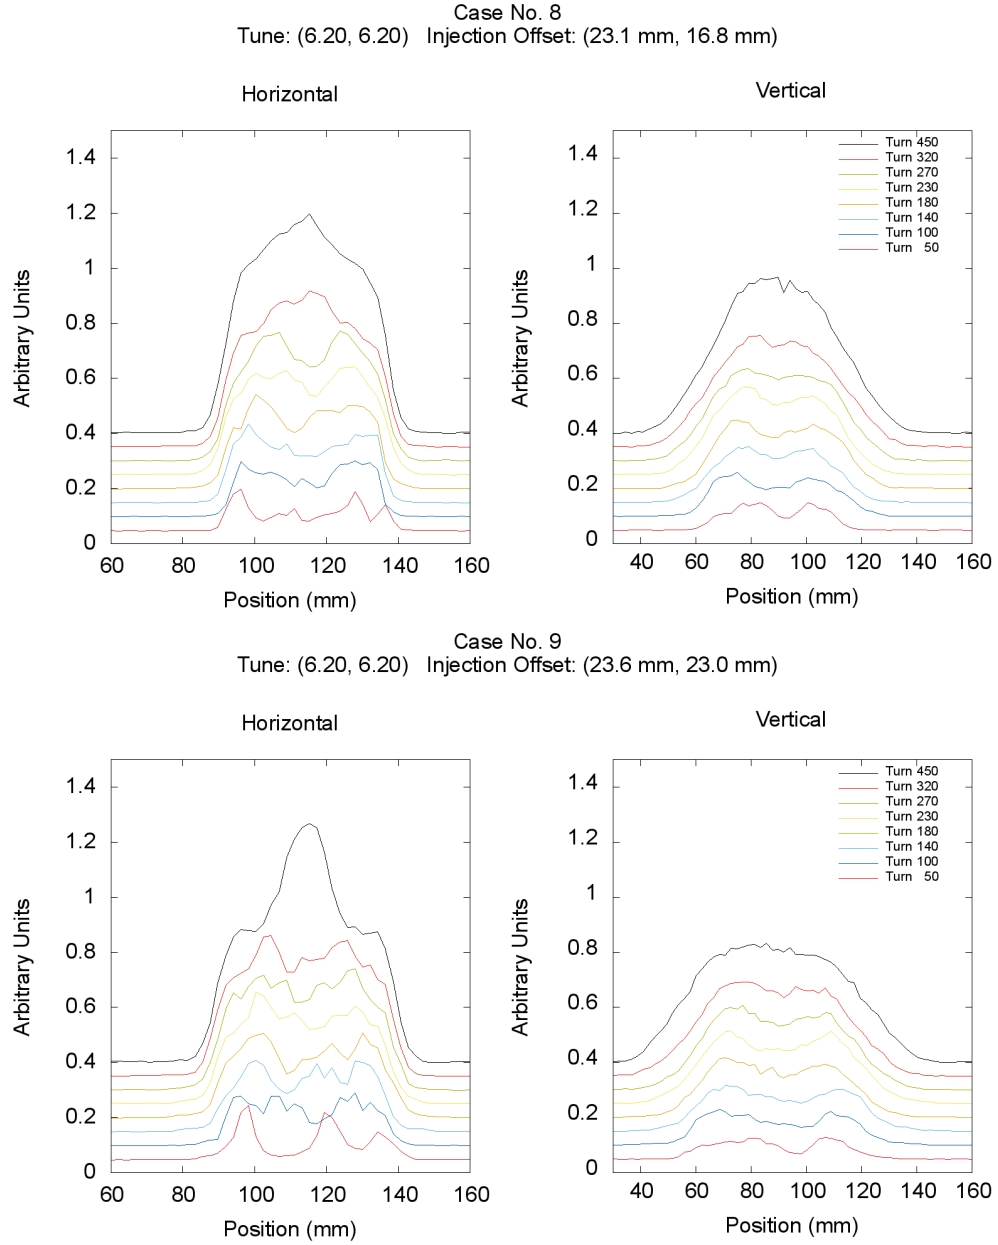 Case No. 8
Tune: (6.20, 6.20) Injection Offset: (23.1 mm, 16.8 mm)
Horizontal
Arbitrary Units
1.4
1.2
1
0.8
0.6
0.4
0.2
0
60 80 100 120 140 160
Position (mm)
Vertical
Arbitrary Units
1.4
1.2
1
0.8
0.6
0.4
0.2
0
Turn 450
Turn 320
Turn 270
Turn 230
Turn 180
Turn 140
Turn 100
Turn 50
40 60 80 100 120 140 160
Position (mm)
Case No. 9
Tune: (6.20, 6.20) Injection Offset: (23.6 mm, 23.0 mm)
Horizontal
Arbitrary Units
1.4
1.2
1
0.8
0.6
0.4
0.2
0
60 80 100 120 140 160
Position (mm)
Vertical
Arbitrary Units
1.4
1.2
1
0.8
0.6
0.4
0.2
0
Turn 450
Turn 320
Turn 270
Turn 230
Turn 180
Turn 140
Turn 100
Turn 50
40 60 80 100 120 140 160
Position (mm)